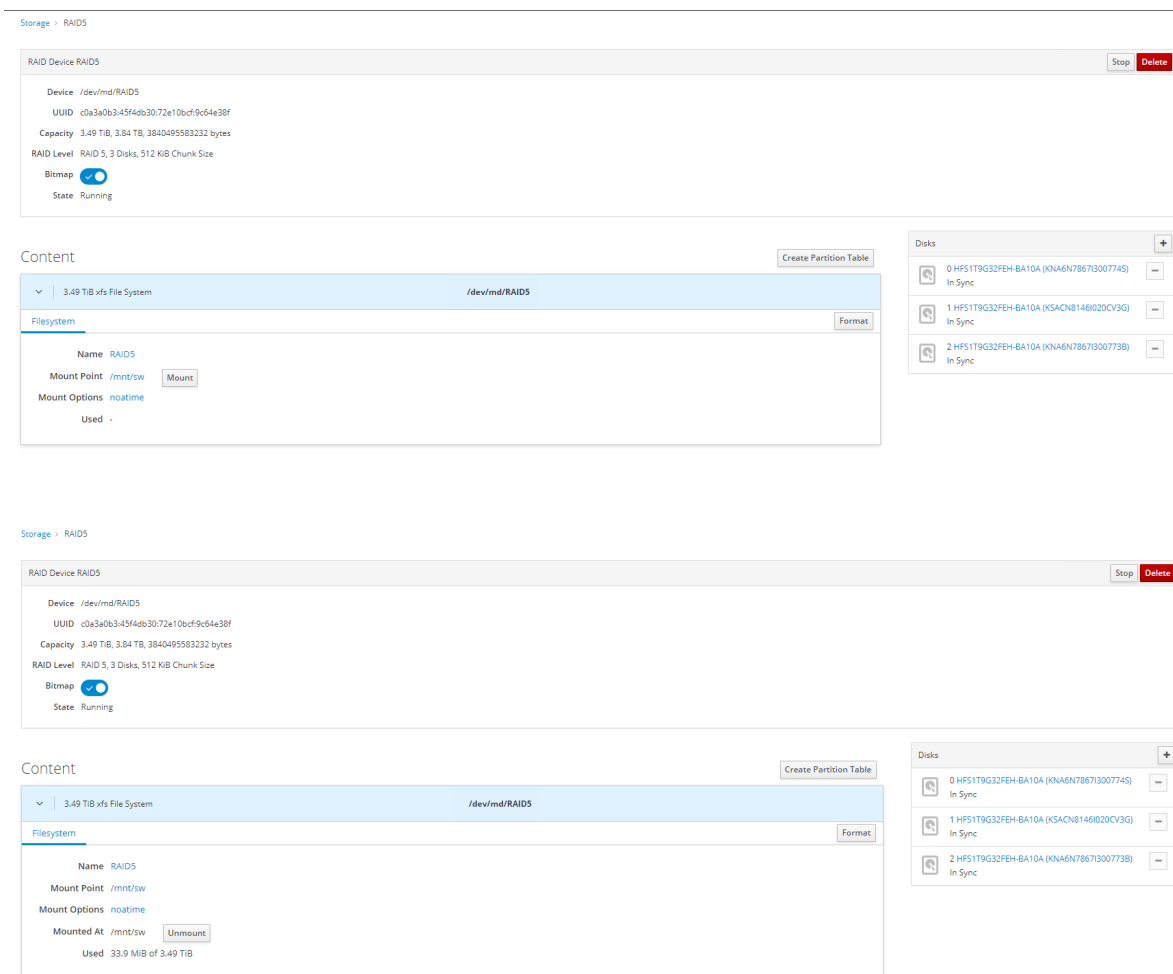 Storage > RAID5
RAID Device RAID5
Stop Delete
Device /dev/md/RAID5
UUID c0a3a0b3:45f4db30:72e10bcf:9c64e38f
Capacity 3.49 TiB, 3.84 TB, 3840495583232 bytes
RAID Level RAID 5, 3 Disks, 512 KiB Chunk Size
Bitmap
State Running
Content
Create Partition Table
3.49 TiB xfs File System /dev/md/RAID5
Filesystem
Format
Name RAID5
Mount Point /mnt/sw Mount
Mount Options noatime
Used -
Disks +
0 HFS1T9G32FEH-BA10A (KNA6N7867I300774S) −
In Sync
1 HFS1T9G32FEH-BA10A (KSACN8146I020CV3G) −
In Sync
2 HFS1T9G32FEH-BA10A (KNA6N7867I300773B) −
In Sync
Storage > RAID5
RAID Device RAID5
Stop Delete
Device /dev/md/RAID5
UUID c0a3a0b3:45f4db30:72e10bcf:9c64e38f
Capacity 3.49 TiB, 3.84 TB, 3840495583232 bytes
RAID Level RAID 5, 3 Disks, 512 KiB Chunk Size
Bitmap
State Running
Content
Create Partition Table
3.49 TiB xfs File System /dev/md/RAID5
Filesystem
Format
Name RAID5
Mount Point /mnt/sw
Mount Options noatime
Mounted At /mnt/sw Unmount
Used 33.9 MiB of 3.49 TiB
Disks +
0 HFS1T9G32FEH-BA10A (KNA6N7867I300774S) −
In Sync
1 HFS1T9G32FEH-BA10A (KSACN8146I020CV3G) −
In Sync
2 HFS1T9G32FEH-BA10A (KNA6N7867I300773B) −
In Sync